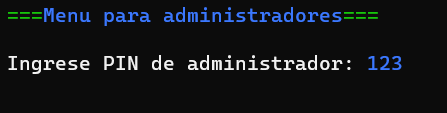 ===Menu para administradores===
Ingrese PIN de administrador: 123